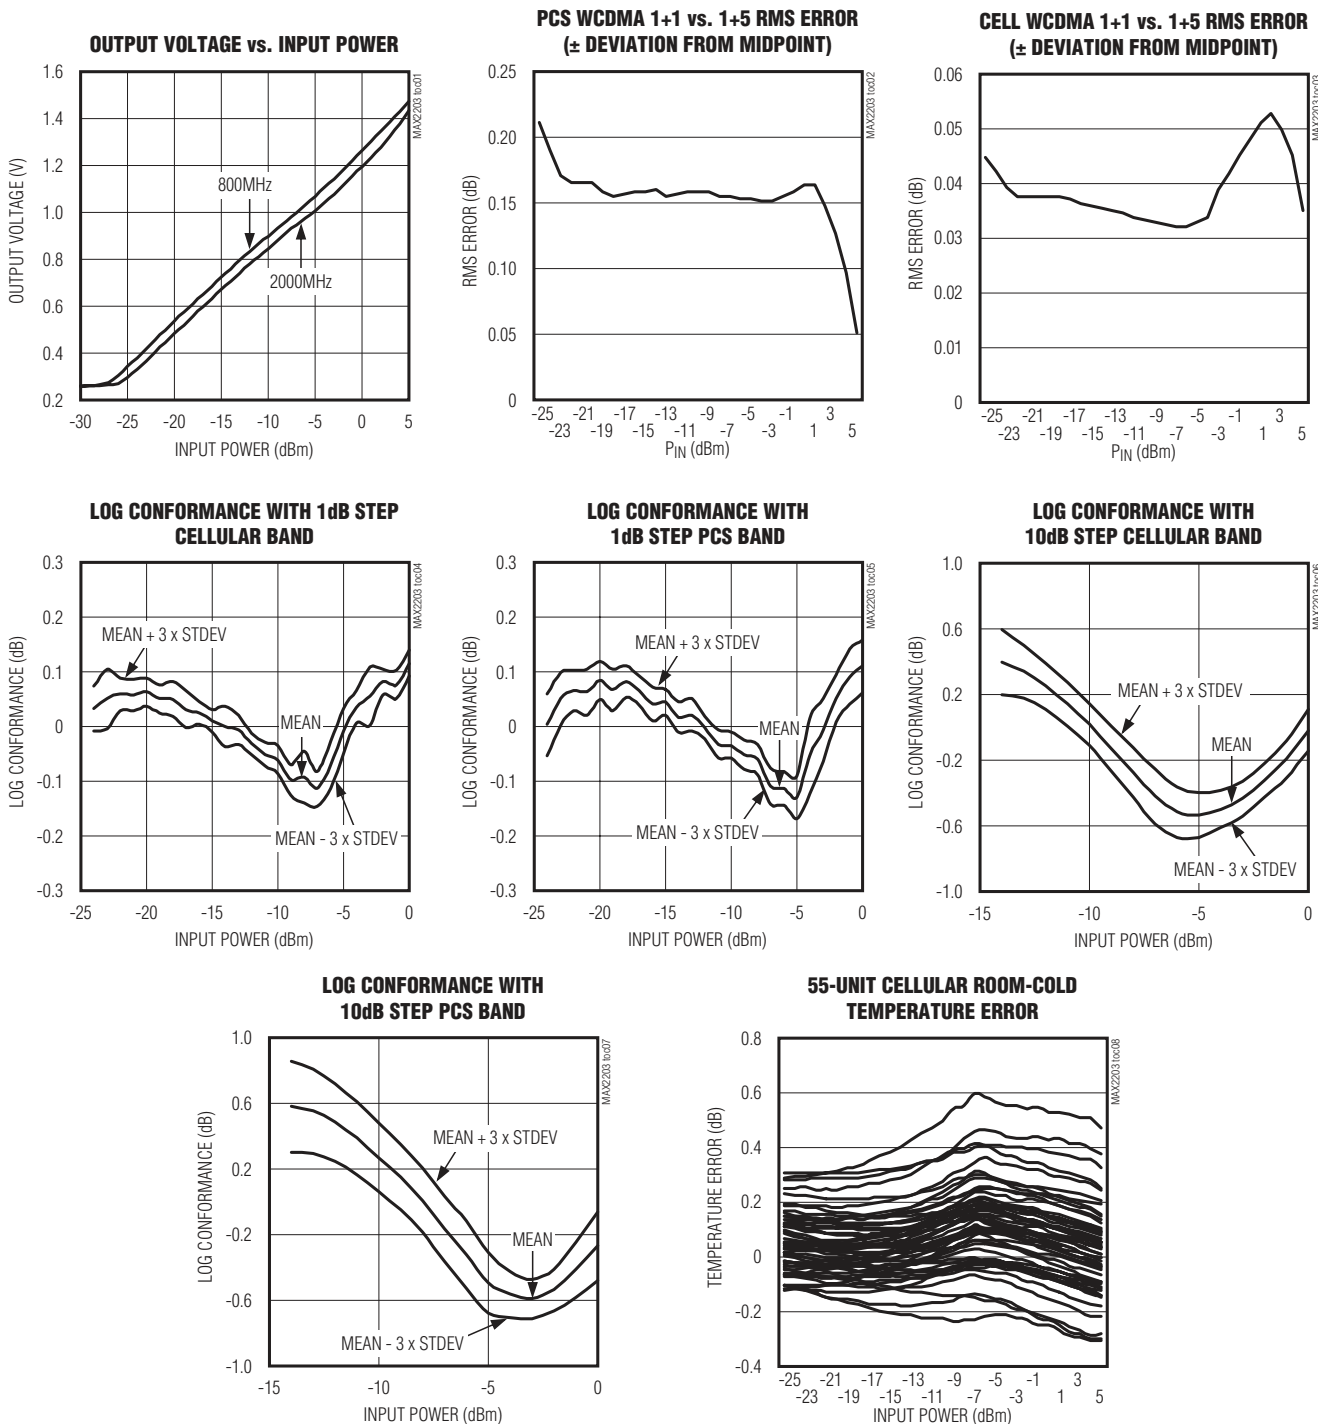 OUTPUT VOLTAGE vs. INPUT POWER
1.6
1.4
1.2
1.0
0.8
0.6
0.4
0.2
OUTPUT VOLTAGE (V)
800MHz
2000MHz
MAX2203 toc01
-30 -25 -20 -15 -10 -5 0 5
INPUT POWER (dBm)
PCS WCDMA 1+1 vs. 1+5 RMS ERROR
(± DEVIATION FROM MIDPOINT)
0.25
0.20
0.15
0.10
0.05
0
RMS ERROR (dB)
MAX2203 toc02
-25 -21 -17 -13 -9 -5 -1 3
-23 -19 -15 -11 -7 -3 1 5
PIN (dBm)
CELL WCDMA 1+1 vs. 1+5 RMS ERROR
(± DEVIATION FROM MIDPOINT)
0.06
0.05
0.04
0.03
0.02
0.01
0
RMS ERROR (dB)
MAX2203 toc03
-25 -21 -17 -13 -9 -5 -1 3
-23 -19 -15 -11 -7 -3 1 5
PIN (dBm)
LOG CONFORMANCE WITH 1dB STEP
CELLULAR BAND
0.3
0.2
0.1
0
-0.1
-0.2
-0.3
LOG CONFORMANCE (dB)
MEAN + 3 x STDEV
MEAN
MEAN - 3 x STDEV
MAX2203 toc04
-25 -20 -15 -10 -5 0
INPUT POWER (dBm)
LOG CONFORMANCE WITH
1dB STEP PCS BAND
0.3
0.2
0.1
0
-0.1
-0.2
-0.3
LOG CONFORMANCE (dB)
MEAN + 3 x STDEV
MEAN
MEAN - 3 x STDEV
MAX2203 toc05
-25 -20 -15 -10 -5 0
INPUT POWER (dBm)
LOG CONFORMANCE WITH
10dB STEP CELLULAR BAND
1.0
0.6
0.2
-0.2
-0.6
-1.0
LOG CONFORMANCE (dB)
MEAN + 3 x STDEV
MEAN
MEAN - 3 x STDEV
MAX2203 toc06
-15 -10 -5 0
INPUT POWER (dBm)
LOG CONFORMANCE WITH
10dB STEP PCS BAND
1.0
0.6
0.2
-0.2
-0.6
-1.0
LOG CONFORMANCE (dB)
MEAN + 3 x STDEV
MEAN
MEAN - 3 x STDEV
MAX2203 toc07
-15 -10 -5 0
INPUT POWER (dBm)
55-UNIT CELLULAR ROOM-COLD
TEMPERATURE ERROR
0.8
0.6
0.4
0.2
0
-0.2
-0.4
TEMPERATURE ERROR (dB)
MAX2203 toc08
-25 -21 -17 -13 -9 -5 -1 3
-23 -19 -15 -11 -7 -3 1 5
INPUT POWER (dBm)